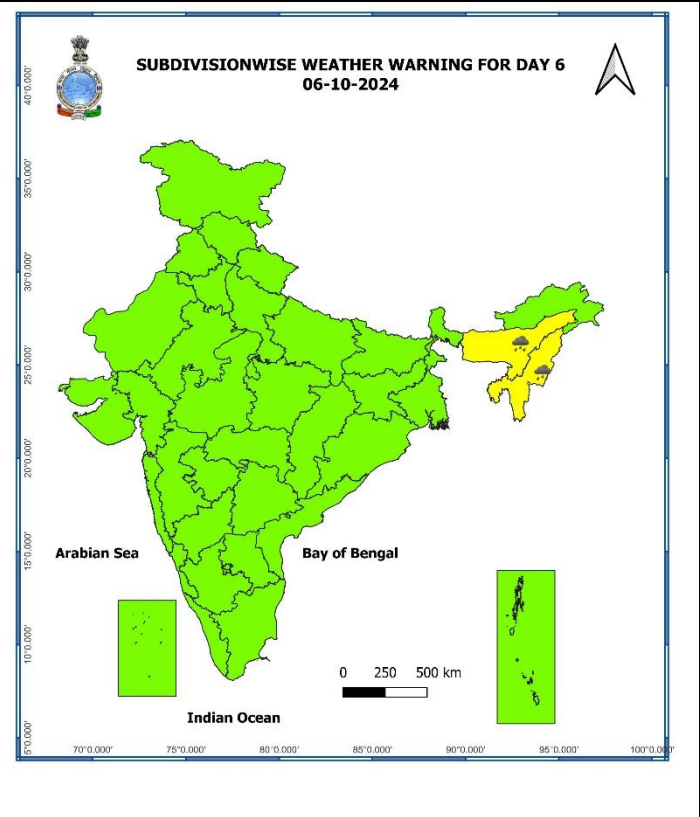 SUBDIVISIONWISE WEATHER WARNING FOR DAY 6
06-10-2024
40°0.000'
35°0.000'
30°0.000'
25°0.000'
20°0.000'
15°0.000'
10°0.000'
5°0.000'
Arabian Sea
Bay of Bengal
0 250 500 km
Indian Ocean
70°0.000' 75°0.000' 80°0.000' 85°0.000' 90°0.000' 95°0.000' 100°0.000'